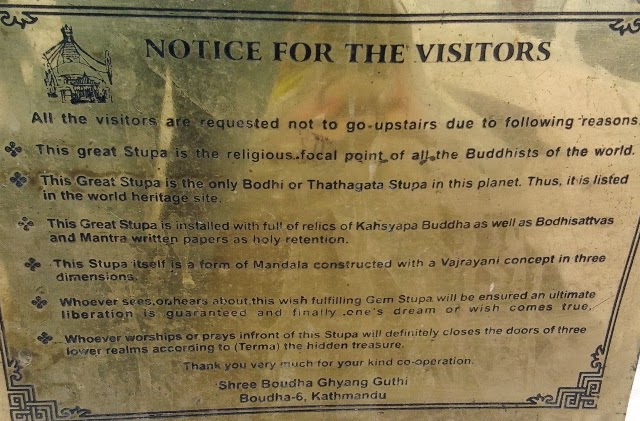 NOTICE FOR THE VISITORS
All the visitors are requested not to go-upstairs due to following reasons.
This great Stupa is the religious focal point of all the Buddhists of the world.
This Great Stupa is the only Bodhi or Thathagata Stupa in this planet. Thus, it is listed
in the world heritage site.
This Great Stupa is installed with full of relics of Kahsyapa Buddha as well as Bodhisattvas
and Mantra written papers as holy retention.
This Stupa itself is a form of Mandala constructed with a Vajrayani concept in three
dimensions.
Whoever sees, or hears about this wish fulfilling Gem Stupa will be ensured an ultimate
liberation is guaranteed and finally one's dream or wish comes true.
Whoever worships or prays infront of this Stupa will definitely closes the doors of three
lower realms according to (Terma) the hidden treasure.
Thank you very much for your kind co-operation.
Shree Boudha Ghyang Guthi
Boudha-6, Kathmandu